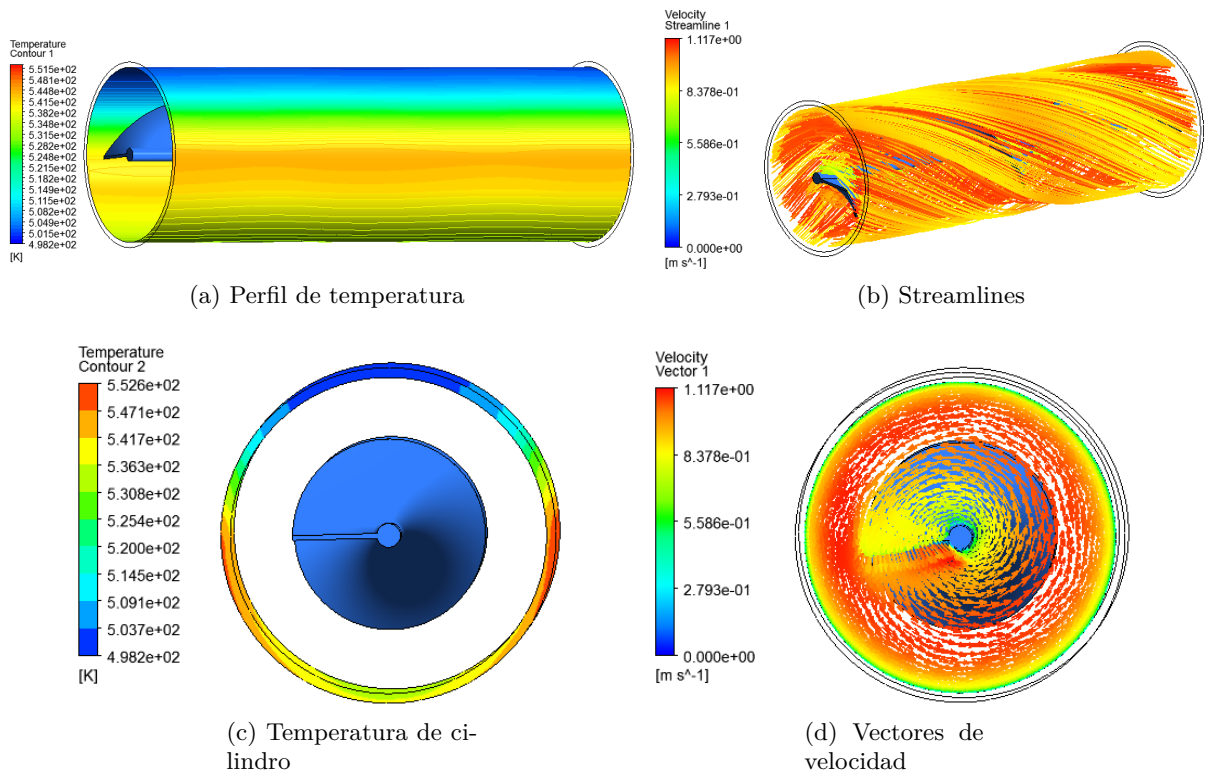 Temperature
Contour 1
5.515e+02
5.481e+02
5.448e+02
5.415e+02
5.382e+02
5.348e+02
5.315e+02
5.282e+02
5.248e+02
5.215e+02
5.182e+02
5.149e+02
5.115e+02
5.082e+02
5.049e+02
5.015e+02
4.982e+02
[K]
(a) Perfil de temperatura
Velocity
Streamline 1
1.117e+00
8.378e-01
5.586e-01
2.793e-01
0.000e+00
[m s^-1]
(b) Streamlines
Temperature
Contour 2
5.526e+02
5.471e+02
5.417e+02
5.363e+02
5.308e+02
5.254e+02
5.200e+02
5.145e+02
5.091e+02
5.037e+02
4.982e+02
[K]
(c) Temperatura de ci-
lindro
Velocity
Vector 1
1.117e+00
8.378e-01
5.586e-01
2.793e-01
0.000e+00
[m s^-1]
(d) Vectores de
velocidad